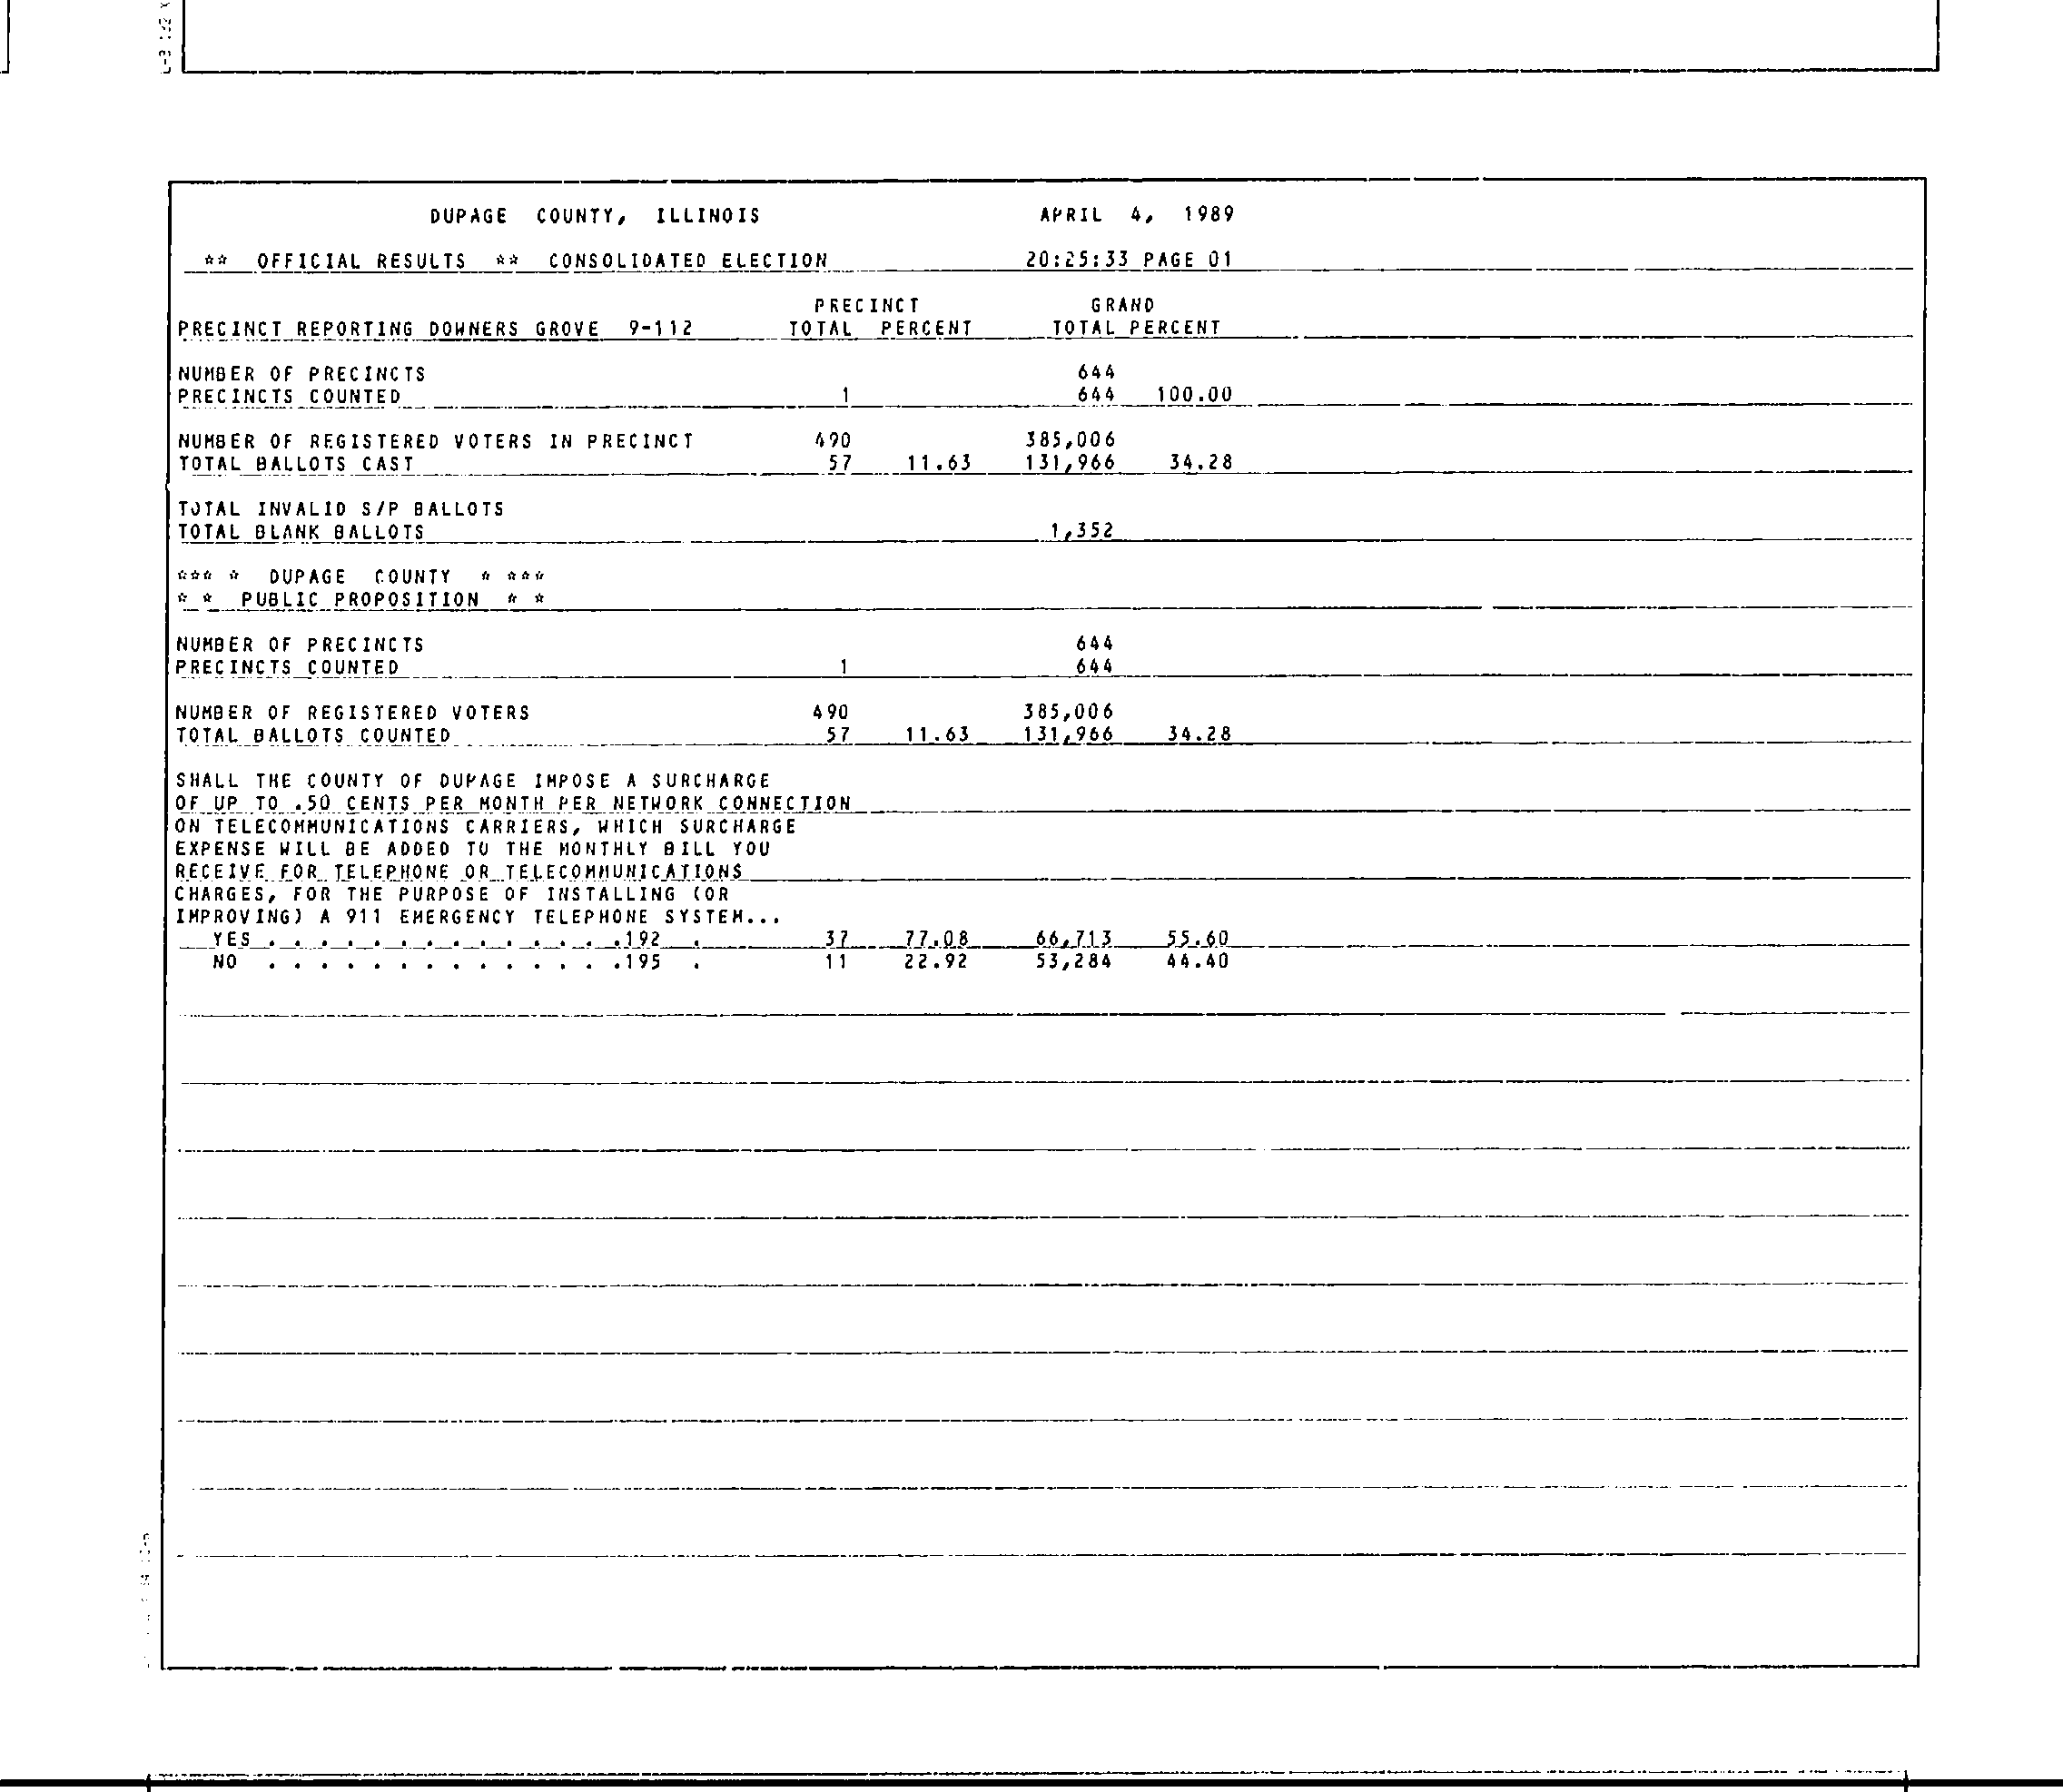 DUPAGE COUNTY, ILLINOIS APRIL 4, 1989
** OFFICIAL RESULTS ** CONSOLIDATED ELECTION 20:25:33 PAGE 01
PRECINCT GRAND
PRECINCT REPORTING DOWNERS GROVE 9-112 TOTAL PERCENT TOTAL PERCENT
NUMBER OF PRECINCTS 644
PRECINCTS COUNTED 1 644 100.00
NUMBER OF REGISTERED VOTERS IN PRECINCT 490 385,006
TOTAL BALLOTS CAST 57 11.63 131,966 34.28
TOTAL INVALID S/P BALLOTS
TOTAL BLANK BALLOTS 1,352
*** * DUPAGE COUNTY * ***
* * PUBLIC PROPOSITION * *
NUMBER OF PRECINCTS 644
PRECINCTS COUNTED 1 644
NUMBER OF REGISTERED VOTERS 490 385,006
TOTAL BALLOTS COUNTED 57 11.63 131,966 34.28
SHALL THE COUNTY OF DUPAGE IMPOSE A SURCHARGE
OF UP TO .50 CENTS PER MONTH PER NETWORK CONNECTION
ON TELECOMMUNICATIONS CARRIERS, WHICH SURCHARGE
EXPENSE WILL BE ADDED TO THE MONTHLY BILL YOU
RECEIVE FOR TELEPHONE OR TELECOMMUNICATIONS
CHARGES, FOR THE PURPOSE OF INSTALLING (OR
IMPROVING) A 911 EMERGENCY TELEPHONE SYSTEM...
YES . . . . . . . . . . . . . .192 . 37 77.08 66,713 55.60
NO . . . . . . . . . . . . . .195 . 11 22.92 53,284 44.40